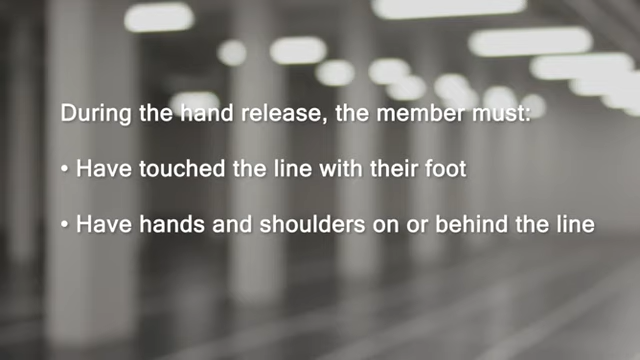 During the hand release, the member must:
• Have touched the line with their foot
• Have hands and shoulders on or behind the line